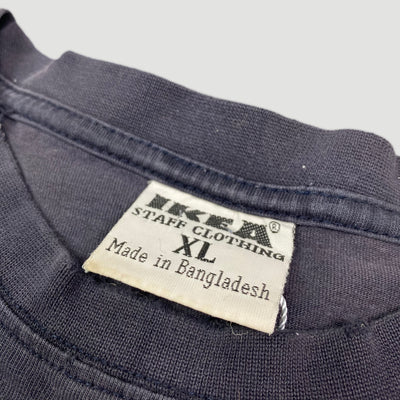 IKEA®
STAFF CLOTHING
XL
Made in Bangladesh